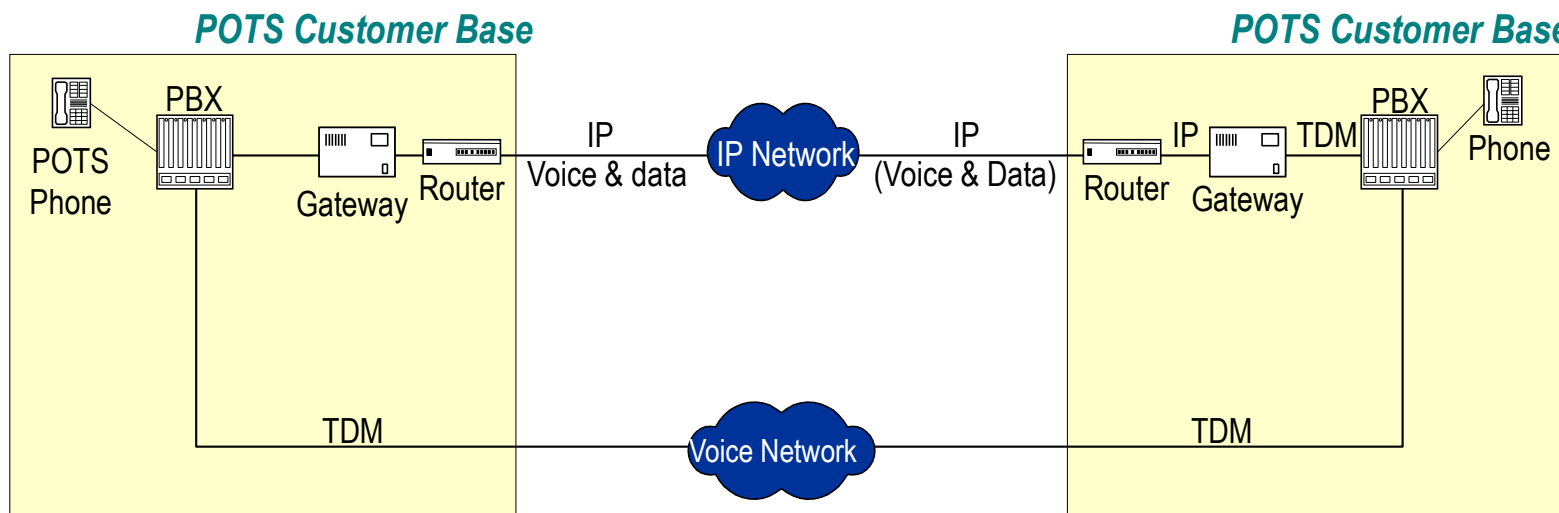 POTS Customer Base
POTS Customer Base
PBX
POTS
Phone
Gateway
Router
IP
Voice & data
IP Network
IP
(Voice & Data)
Router
IP
Gateway
TDM
PBX
Phone
TDM
Voice Network
TDM